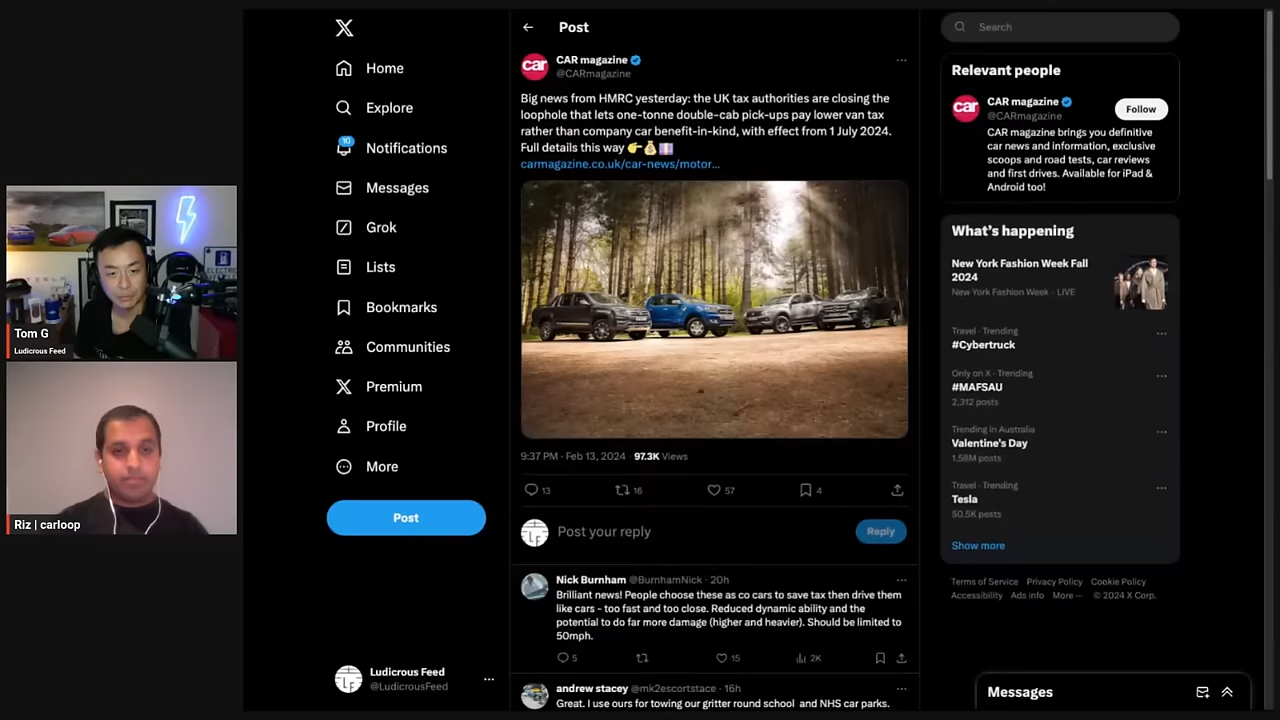 Tom G
Ludicrous Feed
Riz | carloop
X
Home
Explore
10
Notifications
Messages
Grok
Lists
Bookmarks
Communities
Premium
Profile
More
Post
Ludicrous Feed
@LudicrousFeed
Post
car
CAR magazine
@CARmagazine
Big news from HMRC yesterday: the UK tax authorities are closing the
loophole that lets one-tonne double-cab pick-ups pay lower van tax
rather than company car benefit-in-kind, with effect from 1 July 2024.
Full details this way 👉💰💷
carmagazine.co.uk/car-news/motor…
9:37 PM · Feb 13, 2024 · 97.3K Views
13 16 57 4
LF
Post your reply
Reply
Nick Burnham @BurnhamNick · 20h
Brilliant news! People choose these as co cars to save tax then drive them
like cars - too fast and too close. Reduced dynamic ability and the
potential to do far more damage (higher and heavier). Should be limited to
50mph.
5 15 2K
andrew stacey @mk2escortstace · 16h
Great. I use ours for towing our gritter round school and NHS car parks.
Search
Relevant people
car
CAR magazine
@CARmagazine
Follow
CAR magazine brings you definitive
car news and information, exclusive
scoops and road tests, car reviews
and first drives. Available for iPad &
Android too!
What's happening
New York Fashion Week Fall
2024
New York Fashion Week · LIVE
Travel · Trending
#Cybertruck
Only on X · Trending
#MAFSAU
2,312 posts
Trending in Australia
Valentine's Day
1.58M posts
Travel · Trending
Tesla
50.5K posts
Show more
Terms of Service Privacy Policy Cookie Policy
Accessibility Ads info More ··· © 2024 X Corp.
Messages